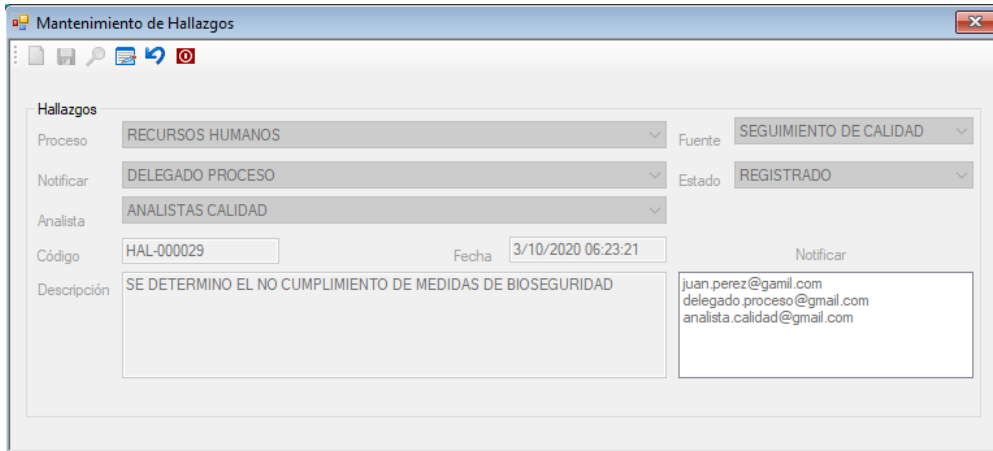 Mantenimiento de Hallazgos
Hallazgos
Proceso RECURSOS HUMANOS Fuente SEGUIMIENTO DE CALIDAD
Notificar DELEGADO PROCESO Estado REGISTRADO
Analista ANALISTAS CALIDAD
Código HAL-000029 Fecha 3/10/2020 06:23:21 Notificar
Descripción SE DETERMINO EL NO CUMPLIMIENTO DE MEDIDAS DE BIOSEGURIDAD
juan.perez@gamil.com
delegado.proceso@gmail.com
analista.calidad@gmail.com